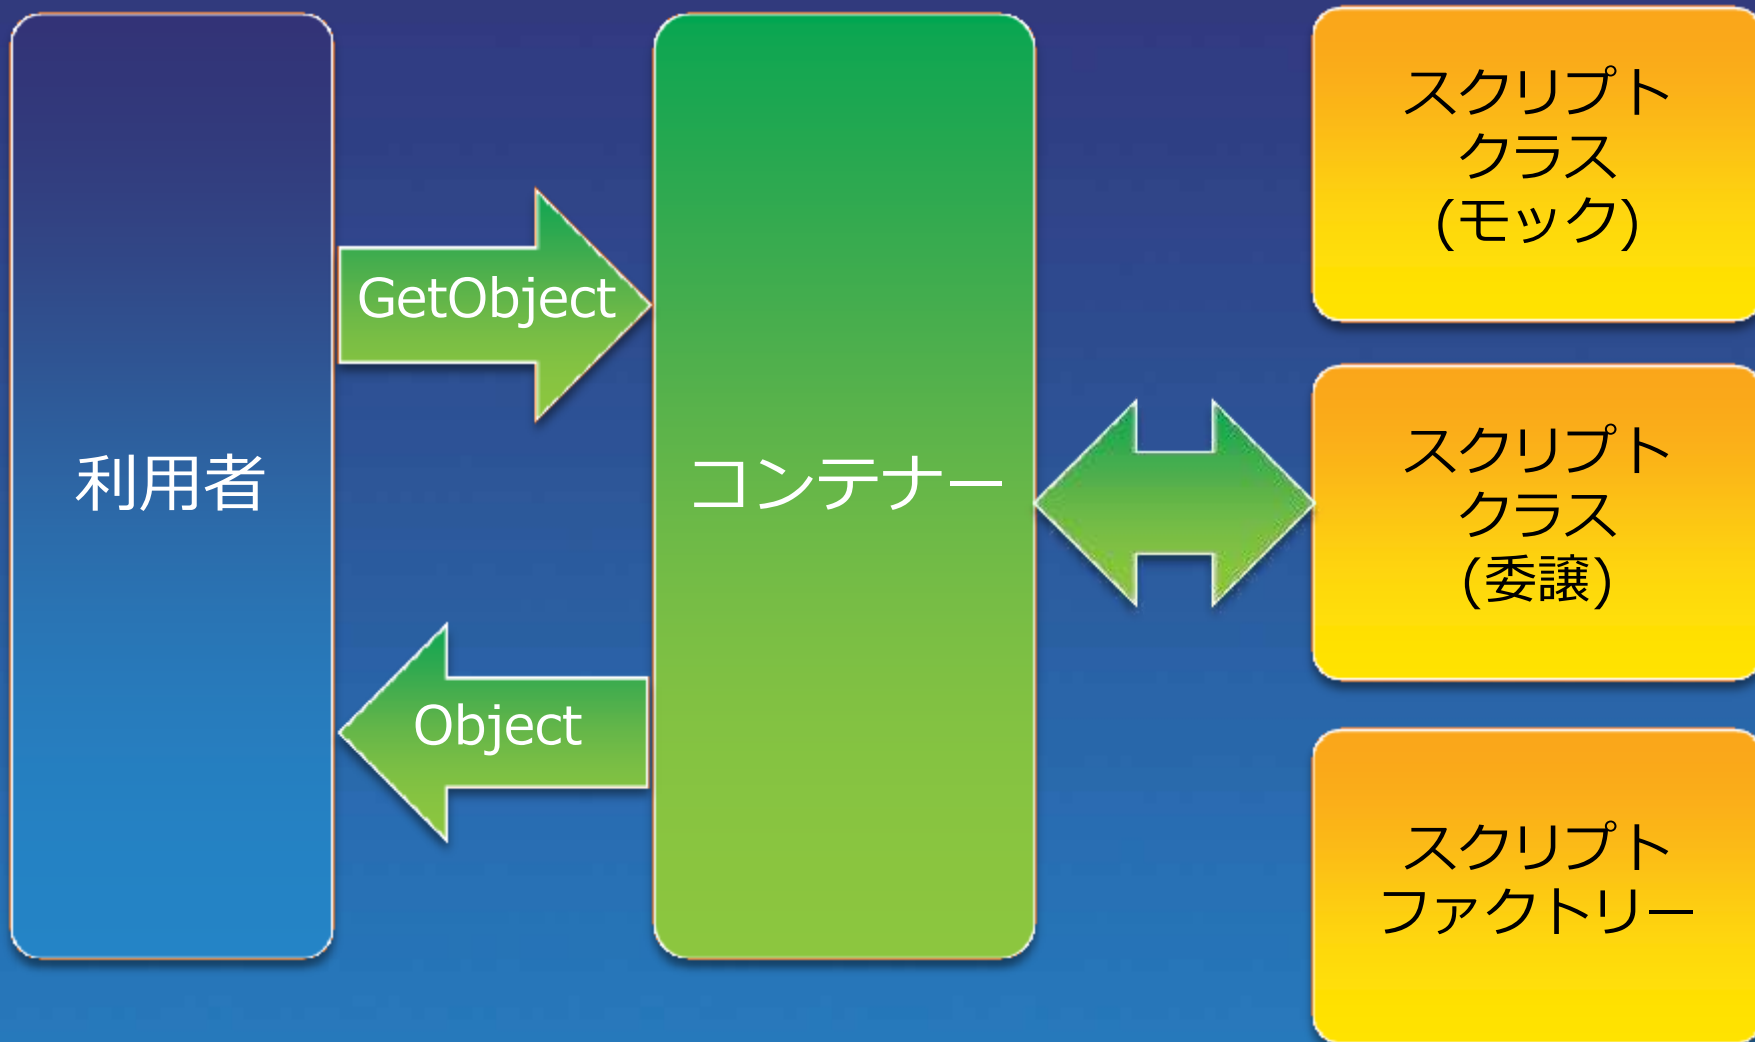 利用者
GetObject
Object
コンテナー
スクリプト
クラス
(モック)
スクリプト
クラス
(委譲)
スクリプト
ファクトリー